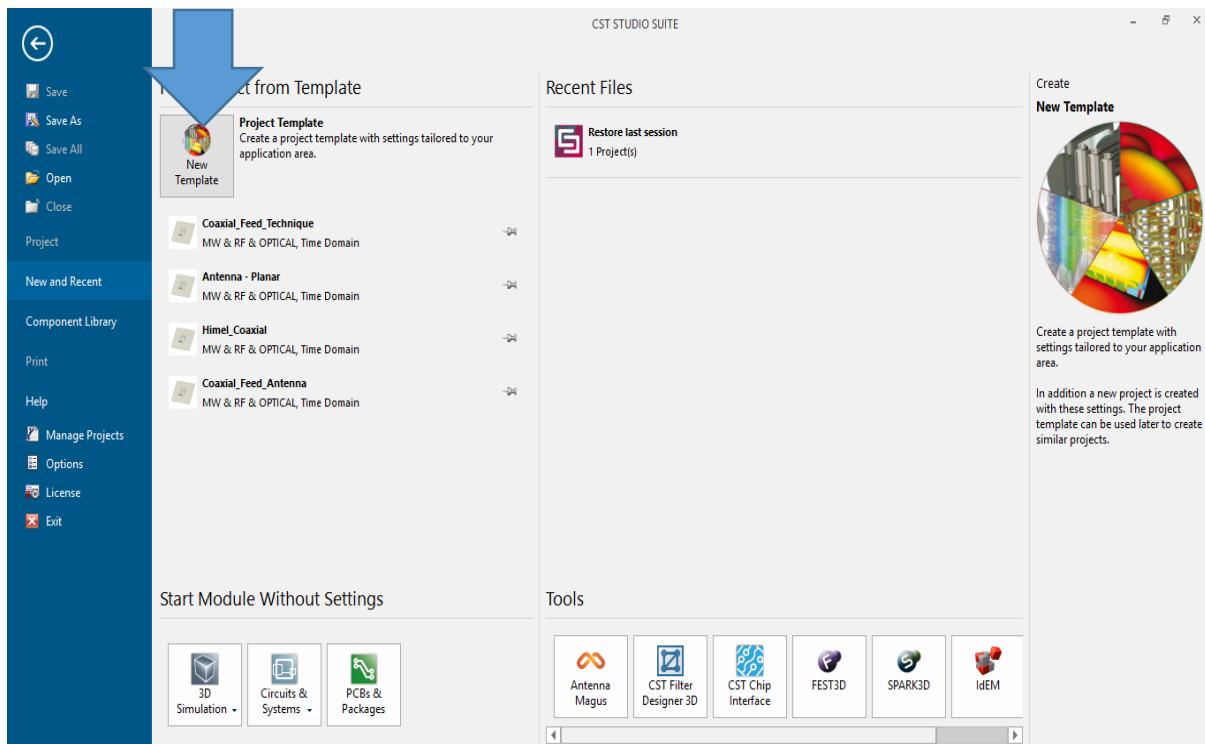 CST STUDIO SUITE
Save
Save As
Save All
Open
Close
Project
New and Recent
Component Library
Print
Help
Manage Projects
Options
License
Exit
from Template
New
Template
Project Template
Create a project template with settings tailored to your
application area.
Coaxial_Feed_Technique
MW & RF & OPTICAL, Time Domain
Antenna - Planar
MW & RF & OPTICAL, Time Domain
Himel_Coaxial
MW & RF & OPTICAL, Time Domain
Coaxial_Feed_Antenna
MW & RF & OPTICAL, Time Domain
Recent Files
Restore last session
1 Project(s)
Create
New Template
Create a project template with
settings tailored to your application
area.
In addition a new project is created
with these settings. The project
template can be used later to create
similar projects.
Start Module Without Settings
3D
Simulation
Circuits &
Systems
PCBs &
Packages
Tools
Antenna
Magus
CST Filter
Designer 3D
CST Chip
Interface
FEST3D
SPARK3D
IdEM